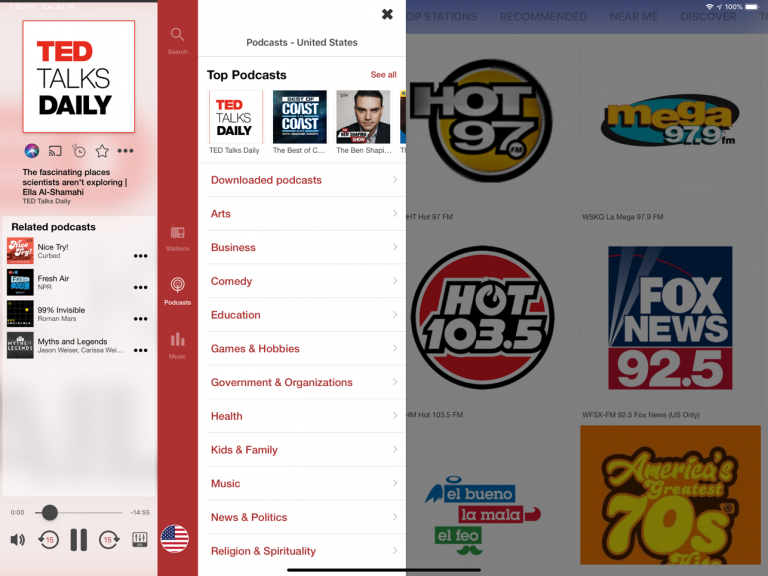 100%
TED
TALKS
DAILY
The fascinating places
scientists aren't exploring |
Ella Al-Shamahi
TED Talks Daily
Related podcasts
Nice Try!
Nice Try!
Curbed
Fresh Air
NPR
99% Invisible
Roman Mars
MYTHS
LEGENDS
Myths and Legends
Jason Weiser, Carissa Wei...
0:00
-14:55
15
15
Search
Stations
Podcasts
Music
Podcasts - United States
Top Podcasts
See all
TED
TALKS
DAILY
BEST OF
COAST
COAST
THE BEN SHAPIRO
SHOW
TED Talks Daily
The Best of C...
The Ben Shapi...
Downloaded podcasts
Arts
Business
Comedy
Education
Games & Hobbies
Government & Organizations
Health
Kids & Family
Music
News & Politics
Religion & Spirituality
OP STATIONS
RECOMMENDED
NEAR ME
DISCOVER
HOT
97
FM
HT Hot 97 FM
mega
97.9 fm
WSKQ La Mega 97.9 FM
HOT
103.5
HM Hot 103.5 FM
FOX
NEWS
92.5
WFSX-FM 92.5 Fox News (US Only)
el bueno
la mala
el feo
America's
Greatest
70s
Hits